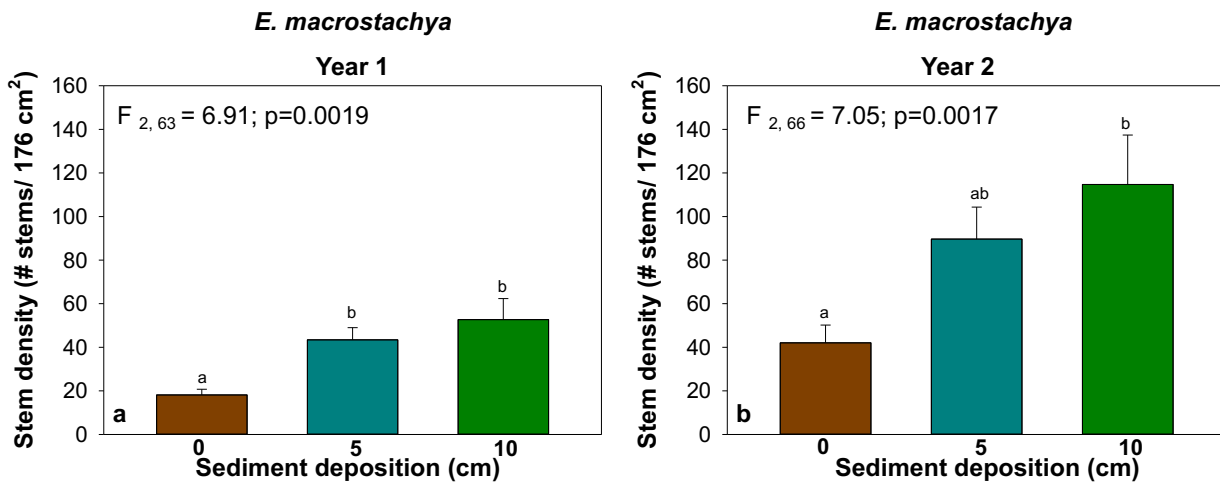 E. macrostachya
Year 1
Stem density (# stems/ 176 cm²)
160
140
120
100
80
60
40
20
0
F 2, 63 = 6.91; p=0.0019
a
b
b
a
0 5 10
Sediment deposition (cm)
E. macrostachya
Year 2
Stem density (# stems/ 176 cm²)
160
140
120
100
80
60
40
20
0
F 2, 66 = 7.05; p=0.0017
a
ab
b
b
0 5 10
Sediment deposition (cm)